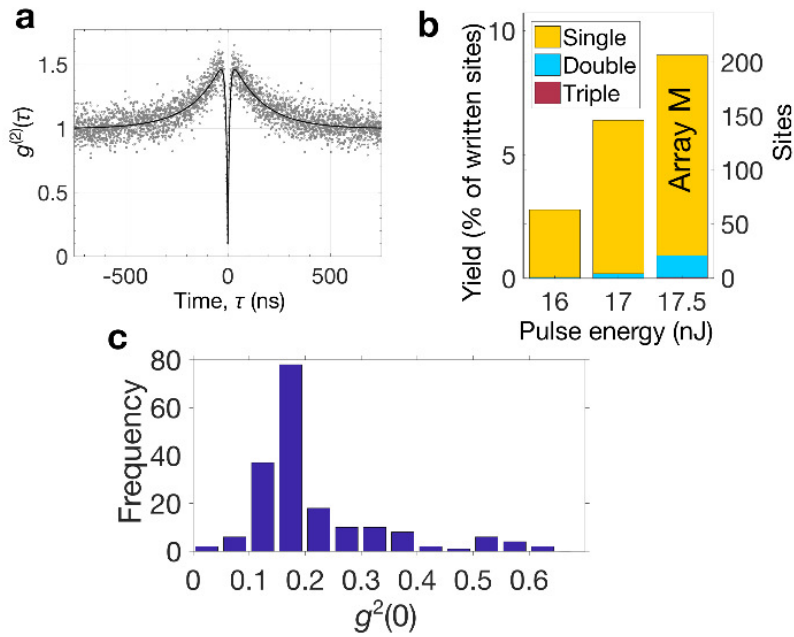 a
1.5
1
0.5
0
g⁽²⁾(τ)
-500
0
500
Time, τ (ns)
b
10
5
0
Yield (% of written sites)
Single
Double
Triple
Array M
200
150
100
50
0
Sites
16
17
17.5
Pulse energy (nJ)
c
80
60
40
20
0
Frequency
0
0.1
0.2
0.3
0.4
0.5
0.6
g²(0)